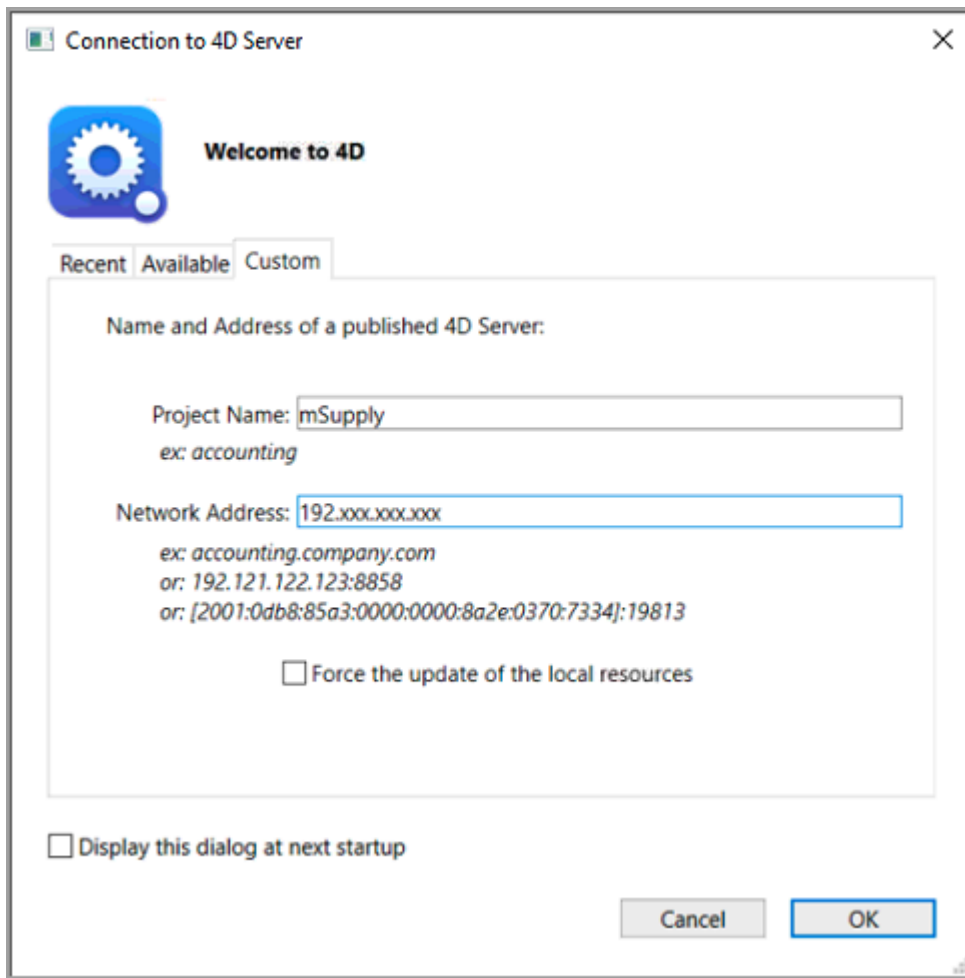 Connection to 4D Server
Welcome to 4D
Recent Available Custom
Name and Address of a published 4D Server:
Project Name: mSupply
ex: accounting
Network Address: 192.xxx.xxx.xxx
ex: accounting.company.com
or: 192.121.122.123:8858
or: [2001:0db8:85a3:0000:0000:8a2e:0370:7334]:19813
Force the update of the local resources
Display this dialog at next startup
Cancel OK